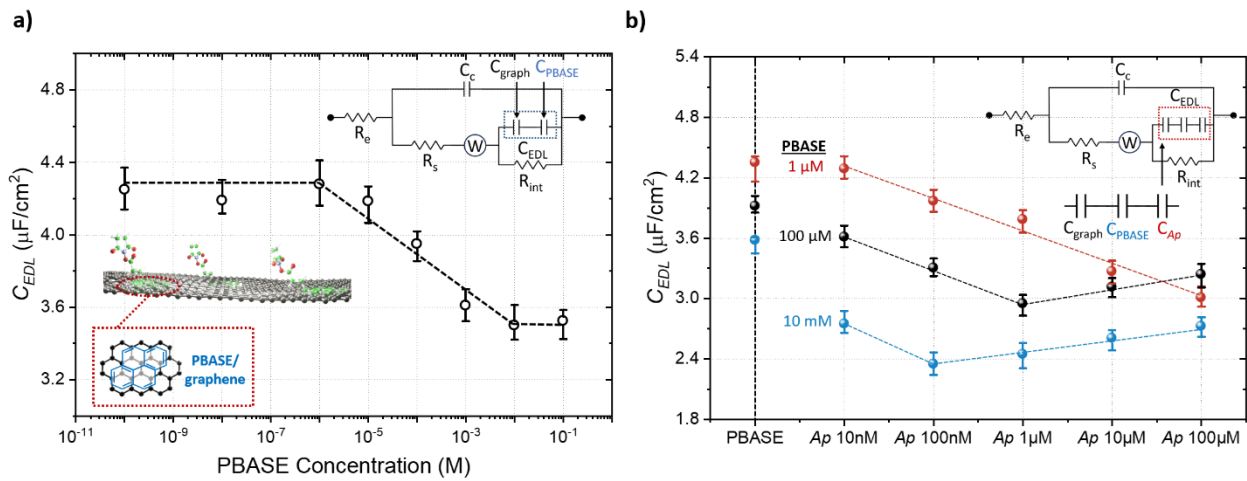 a)
C_EDL (μF/cm²)
4.8
4.4
4.0
3.6
3.2
10⁻¹¹ 10⁻⁹ 10⁻⁷ 10⁻⁵ 10⁻³ 10⁻¹
PBASE Concentration (M)
C_c C_graph C_PBASE
R_e
R_s W C_EDL
R_int
PBASE/
graphene
b)
C_EDL (μF/cm²)
5.4
4.8
4.2
3.6
3.0
2.4
1.8
PBASE Ap 10nM Ap 100nM Ap 1μM Ap 10μM Ap 100μM
PBASE
1 μM
100 μM
10 mM
C_c
C_EDL
R_e
R_s W
R_int
C_graph C_PBASE C_Ap